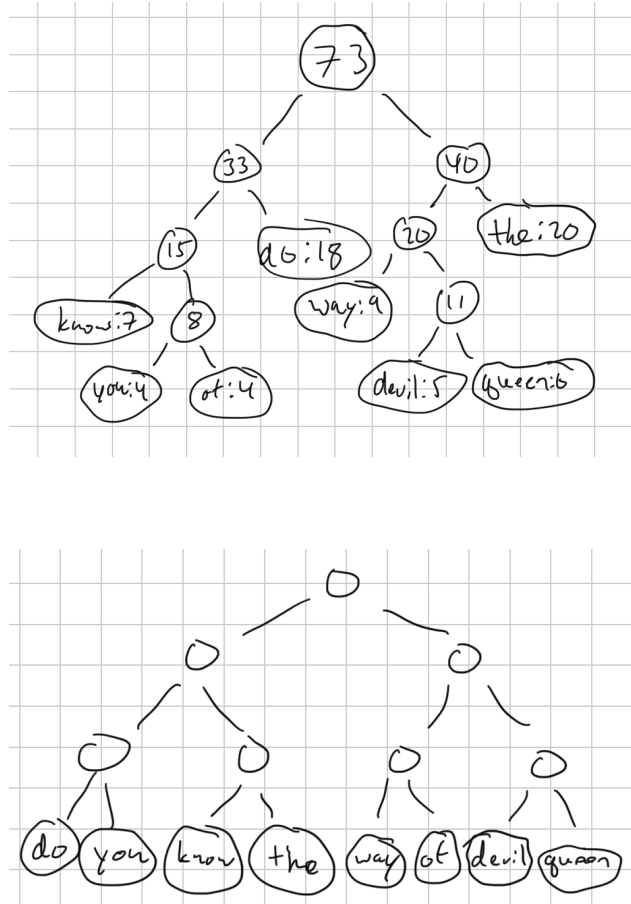 73
33 40
15 do:18 20 the:20
know:7 8 way:9 11
you:4 of:4 devil:5 queen:6
do you know the way of devil queen